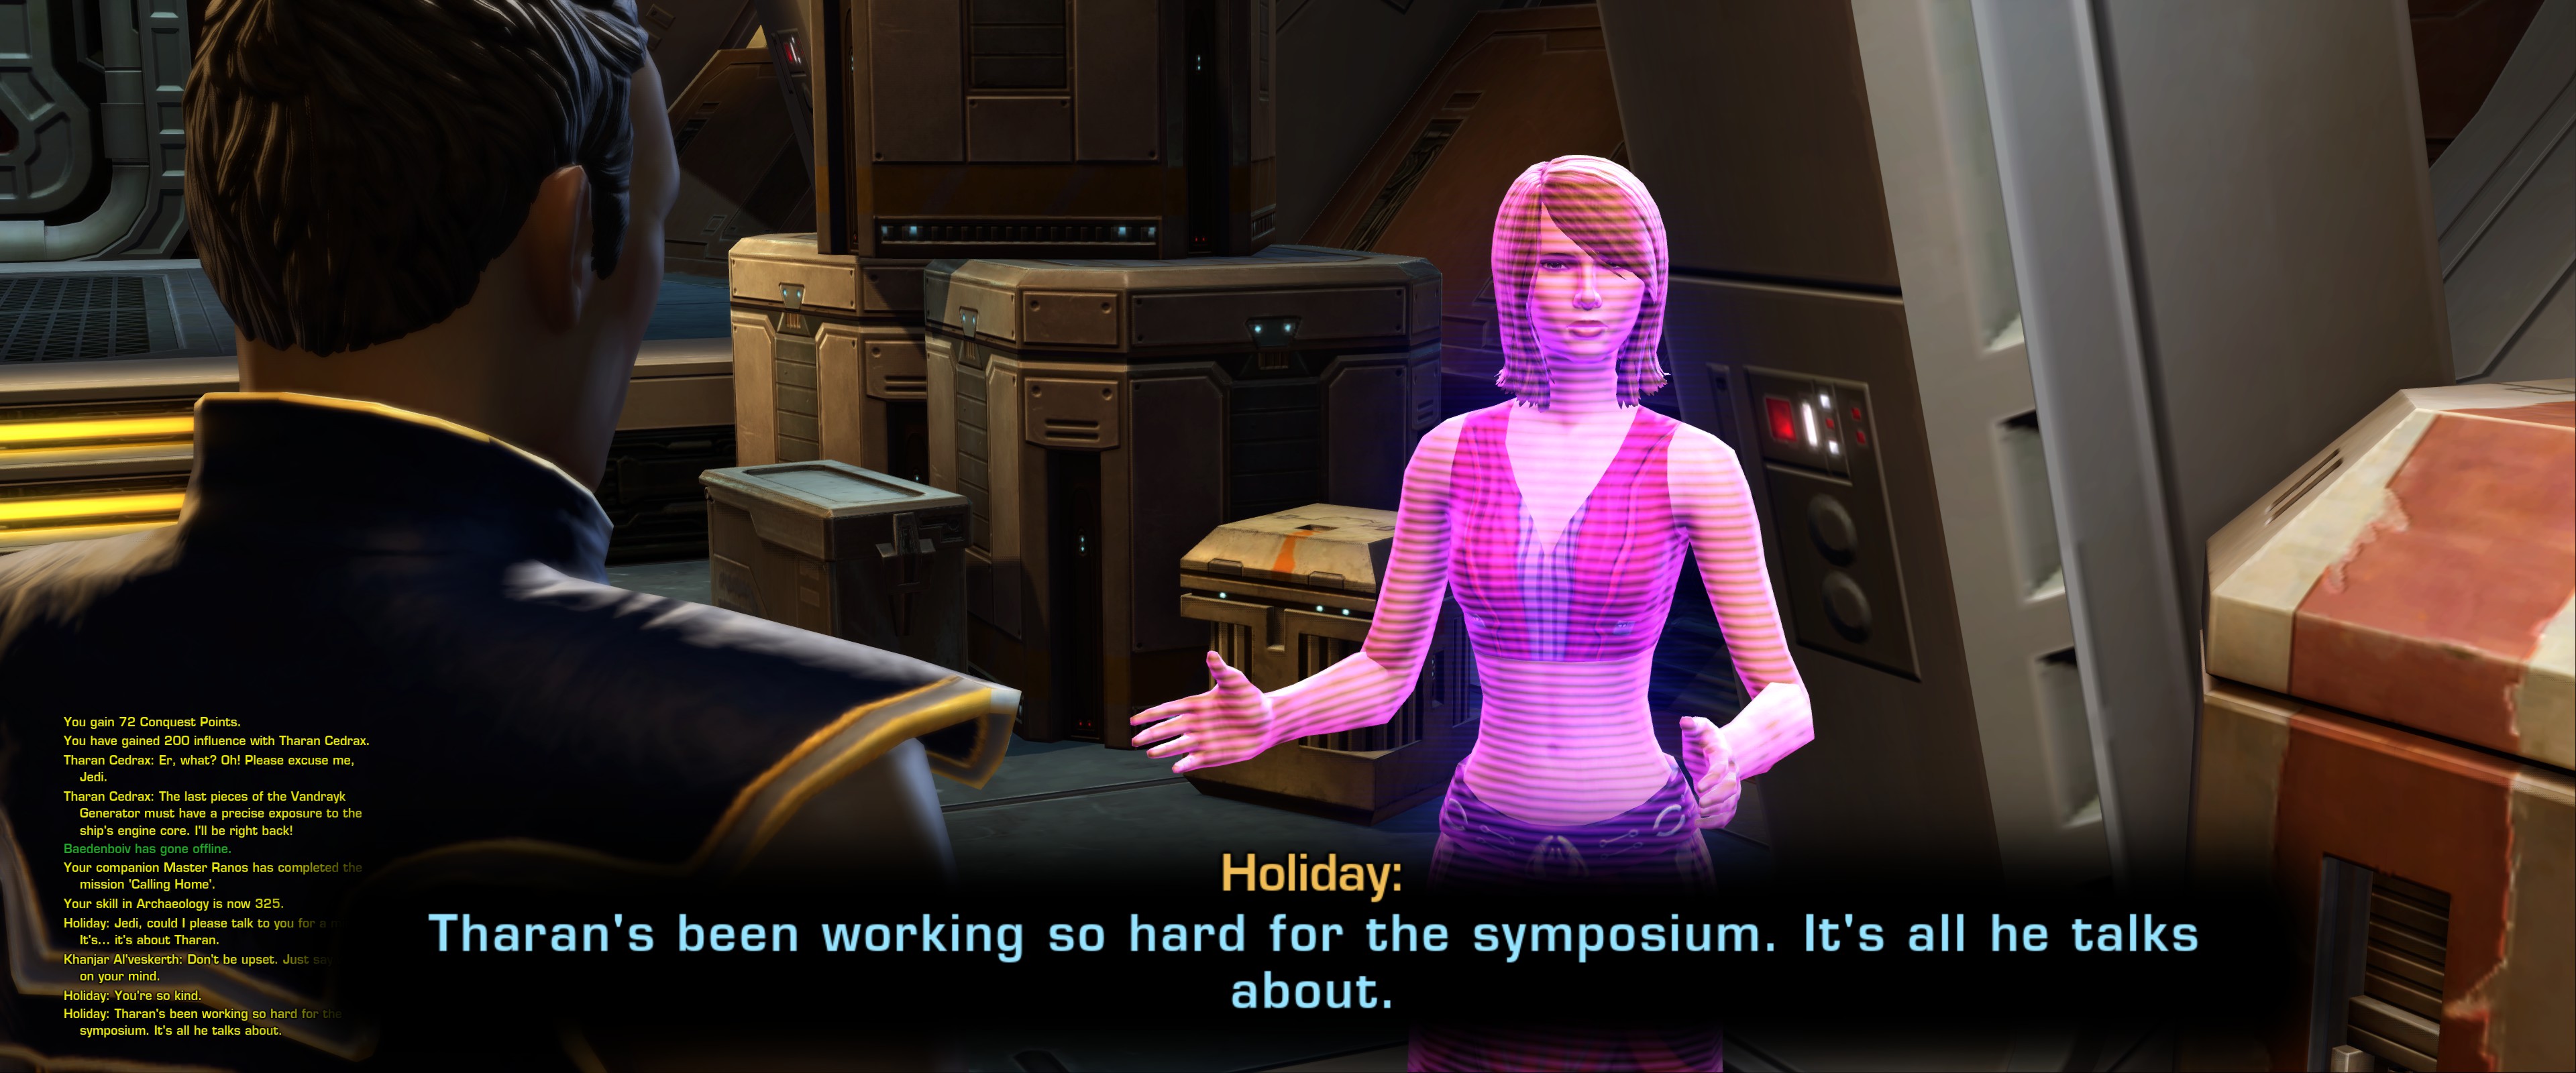 You gain 72 Conquest Points.
You have gained 200 influence with Tharan Cedrax.
Tharan Cedrax: Er, what? Oh! Please excuse me,
Jedi.
Tharan Cedrax: The last pieces of the Vandrayk
Generator must have a precise exposure to the
ship's engine core. I'll be right back!
Baedenboiv has gone offline.
Your companion Master Ranos has completed the
mission 'Calling Home'.
Your skill in Archaeology is now 325.
Holiday: Jedi, could I please talk to you for a
It's... it's about Tharan.
Khanjar Al'veskerth: Don't be upset. Just say
on your mind.
Holiday: You're so kind.
Holiday: Tharan's been working so hard for the
symposium. It's all he talks about.
Holiday:
Tharan's been working so hard for the symposium. It's all he talks
about.